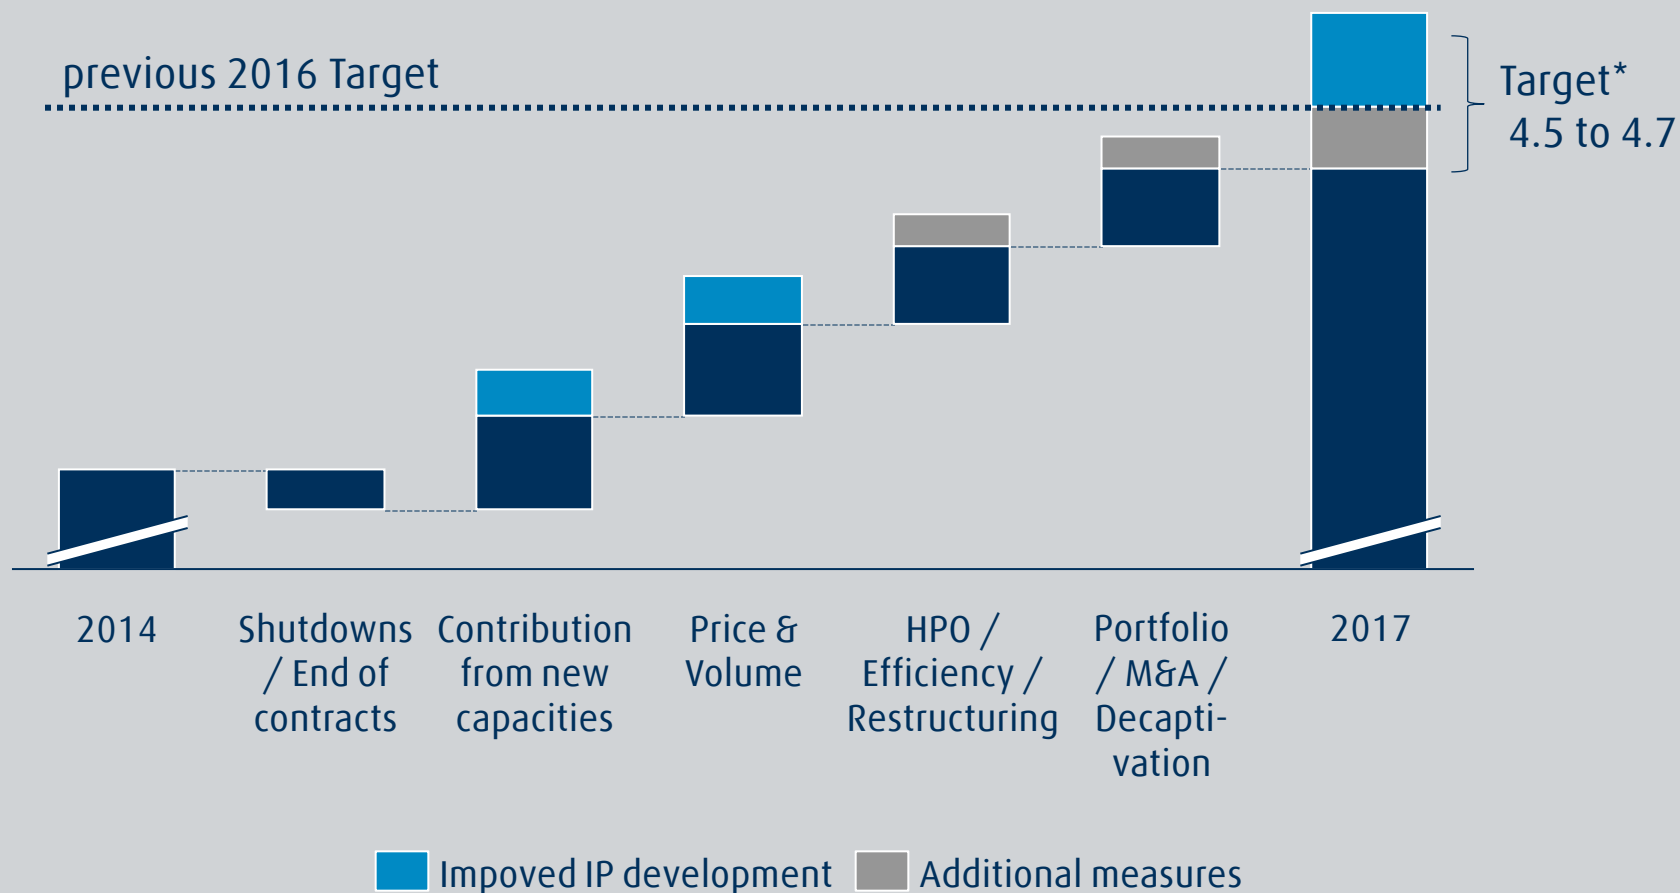 previous 2016 Target
Target*
4.5 to 4.7
2014
Shutdowns
/ End of
contracts
Contribution
from new
capacities
Price &
Volume
HPO /
Efficiency /
Restructuring
Portfolio
/ M&A /
Decapti-
vation
2017
Impoved IP development
Additional measures